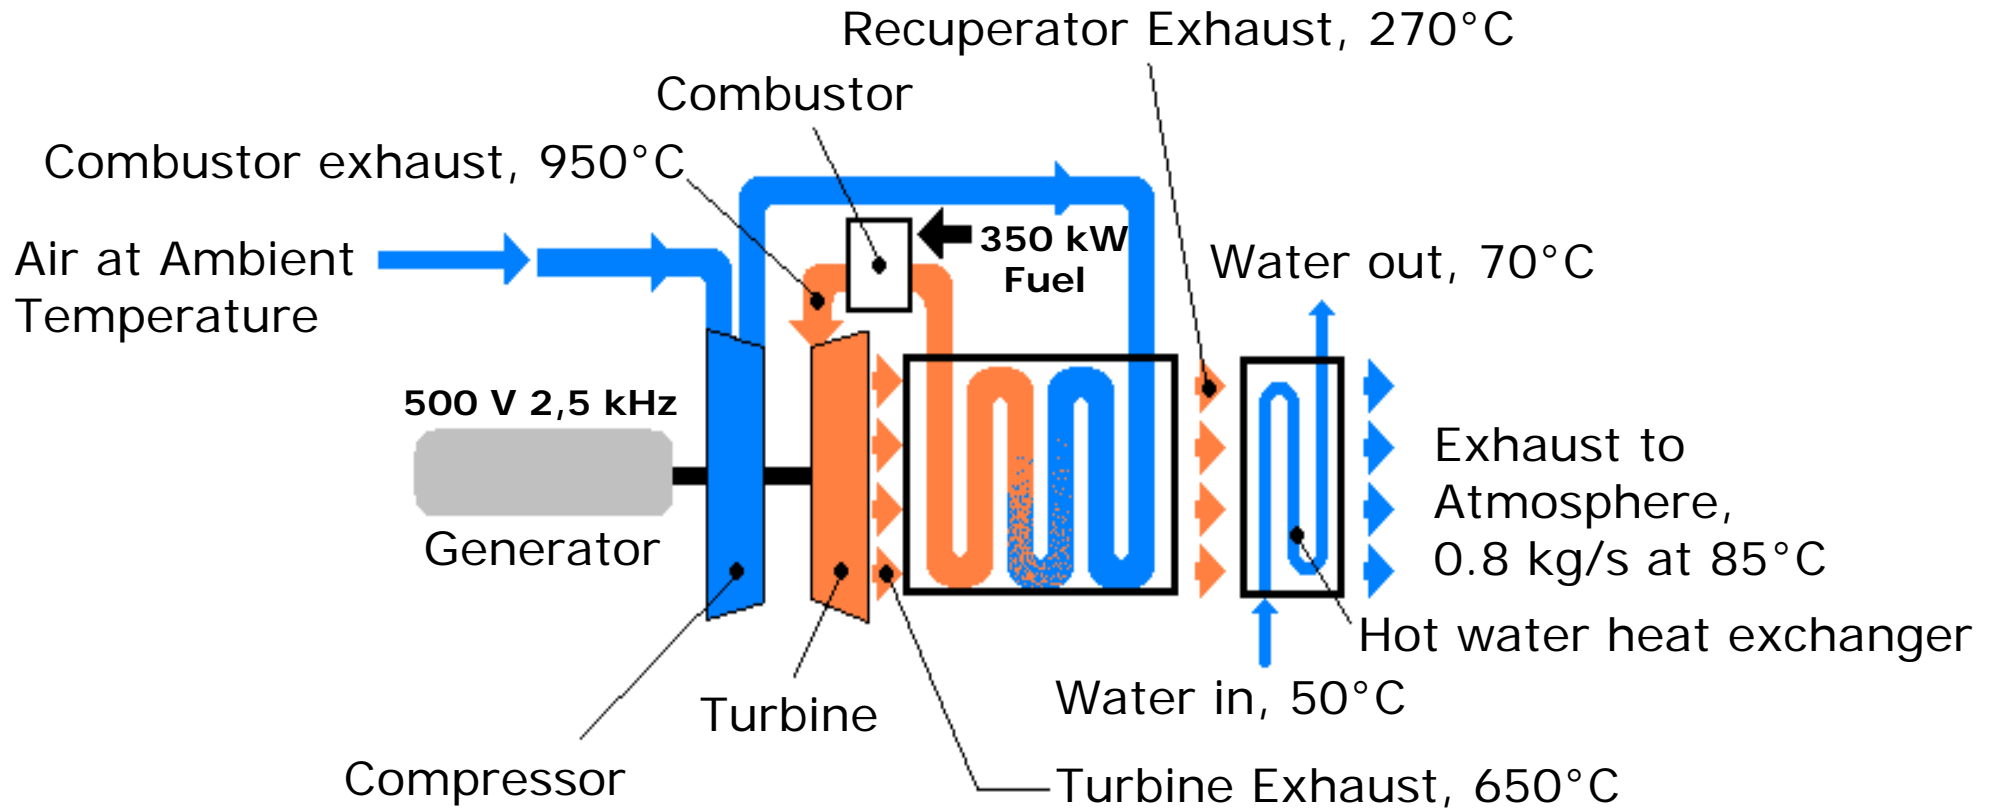 Recuperator Exhaust, 270°C
Combustor
Combustor exhaust, 950°C
Air at Ambient
Temperature
350 kW
Fuel
Water out, 70°C
500 V 2,5 kHz
Generator
Exhaust to
Atmosphere,
0.8 kg/s at 85°C
Hot water heat exchanger
Water in, 50°C
Turbine
Compressor
Turbine Exhaust, 650°C